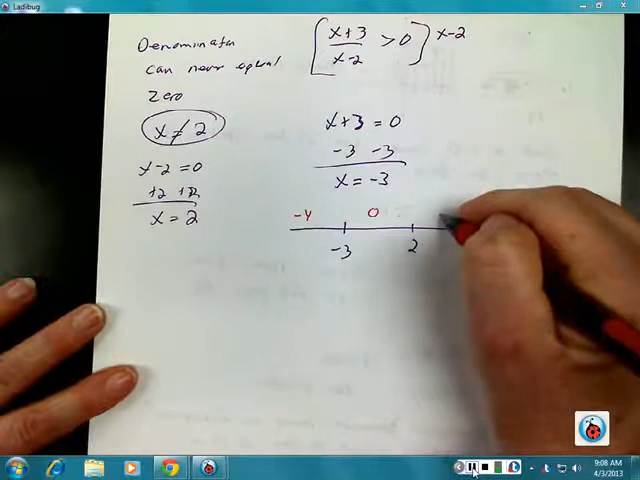 Ladibug
Denominator
can never equal
zero
x ≠ 2
x-2 = 0
+2 +2
x = 2
[x+3/x-2 > 0] x-2
x+3 = 0
-3 -3
x = -3
-4 0
-3 2
9:08 AM
4/3/2013